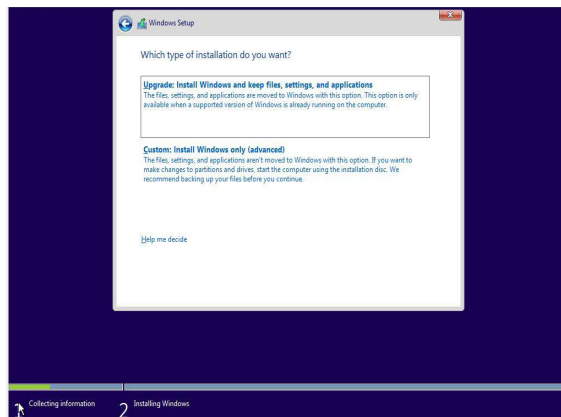 Windows Setup
Which type of installation do you want?
Upgrade: Install Windows and keep files, settings, and applications
The files, settings, and applications are moved to Windows with this option. This option is only
available when a supported version of Windows is already running on the computer.
Custom: Install Windows only (advanced)
The files, settings, and applications aren't moved to Windows with this option. If you want to
make changes to partitions and drives, start the computer using the installation disc. We
recommend backing up your files before you continue.
Help me decide
1 Collecting information
2 Installing Windows